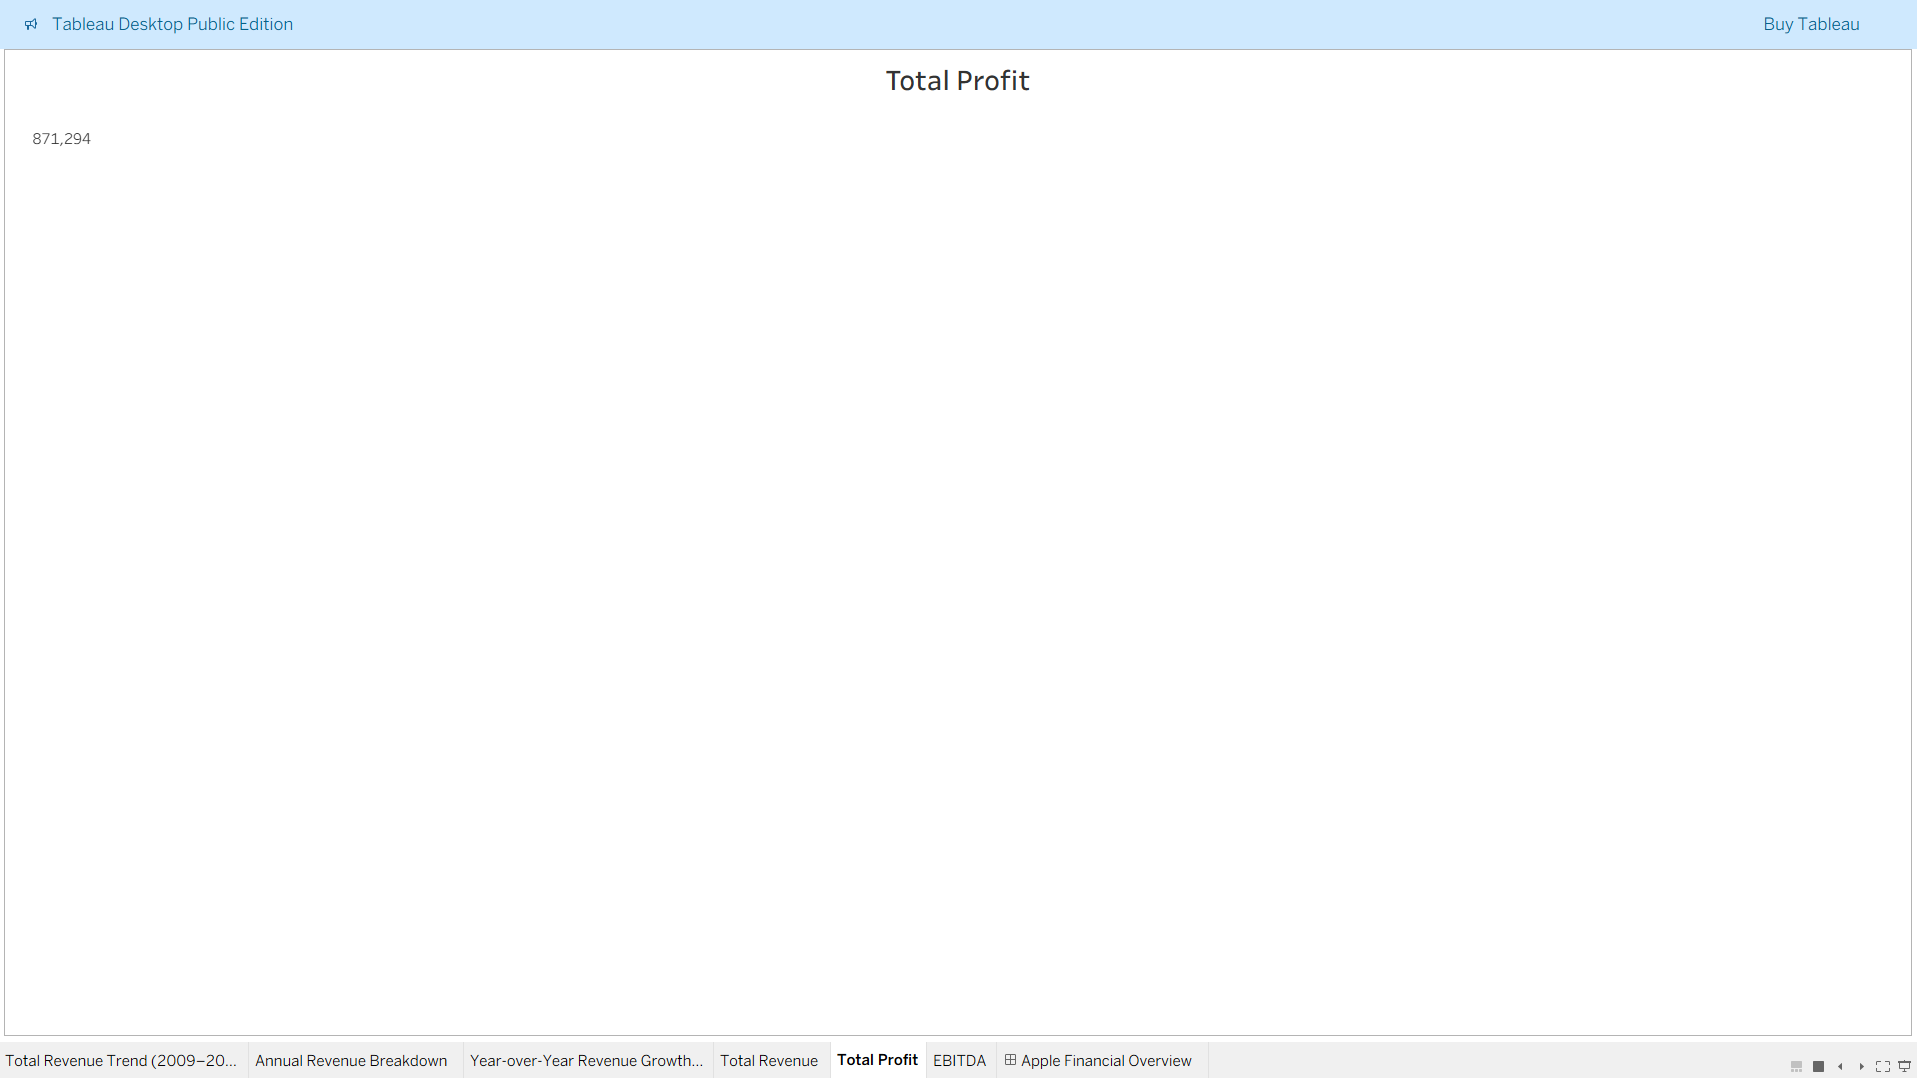 Tableau Desktop Public Edition
Buy Tableau
Total Profit
871,294
Total Revenue Trend (2009–20...
Annual Revenue Breakdown
Year-over-Year Revenue Growth...
Total Revenue
Total Profit
EBITDA
Apple Financial Overview